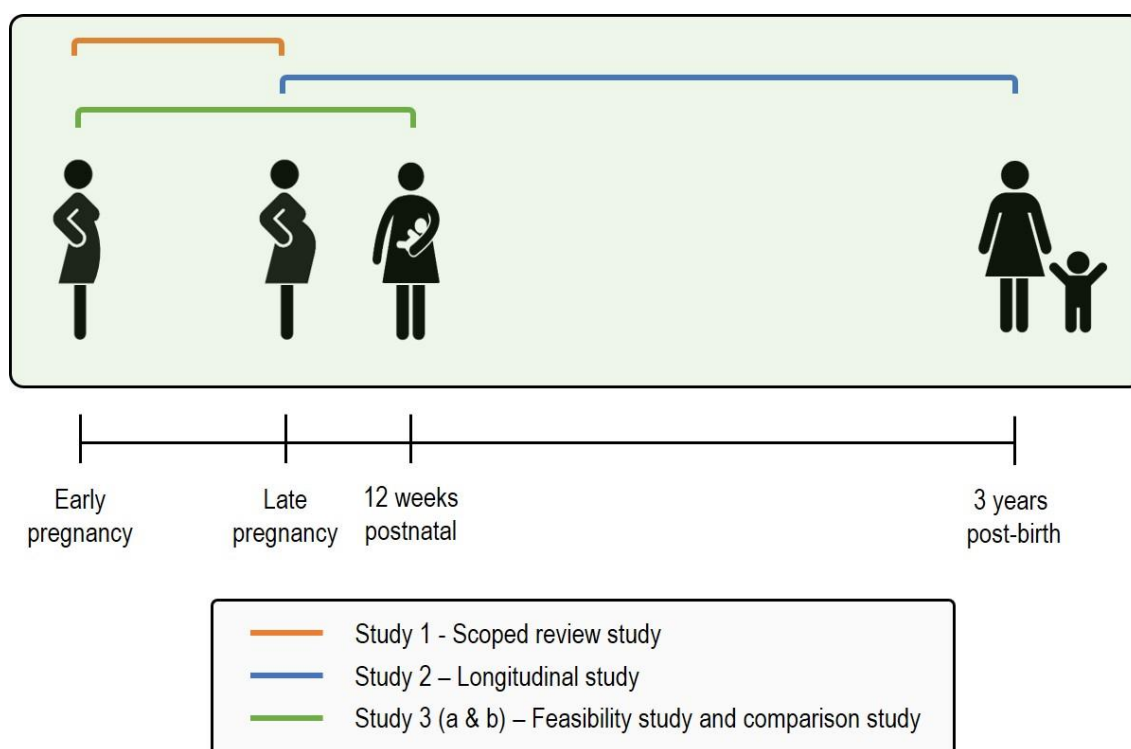 Early
pregnancy
Late
pregnancy
12 weeks
postnatal
3 years
post-birth
Study 1 - Scoped review study
Study 2 – Longitudinal study
Study 3 (a & b) – Feasibility study and comparison study